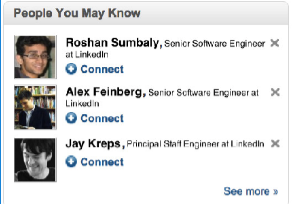 People You May Know
Roshan Sumbaly, Senior Software Engineer
at LinkedIn
Connect
Alex Feinberg, Senior Software Engineer at
LinkedIn
Connect
Jay Kreps, Principal Staff Engineer at LinkedIn
Connect
See more »